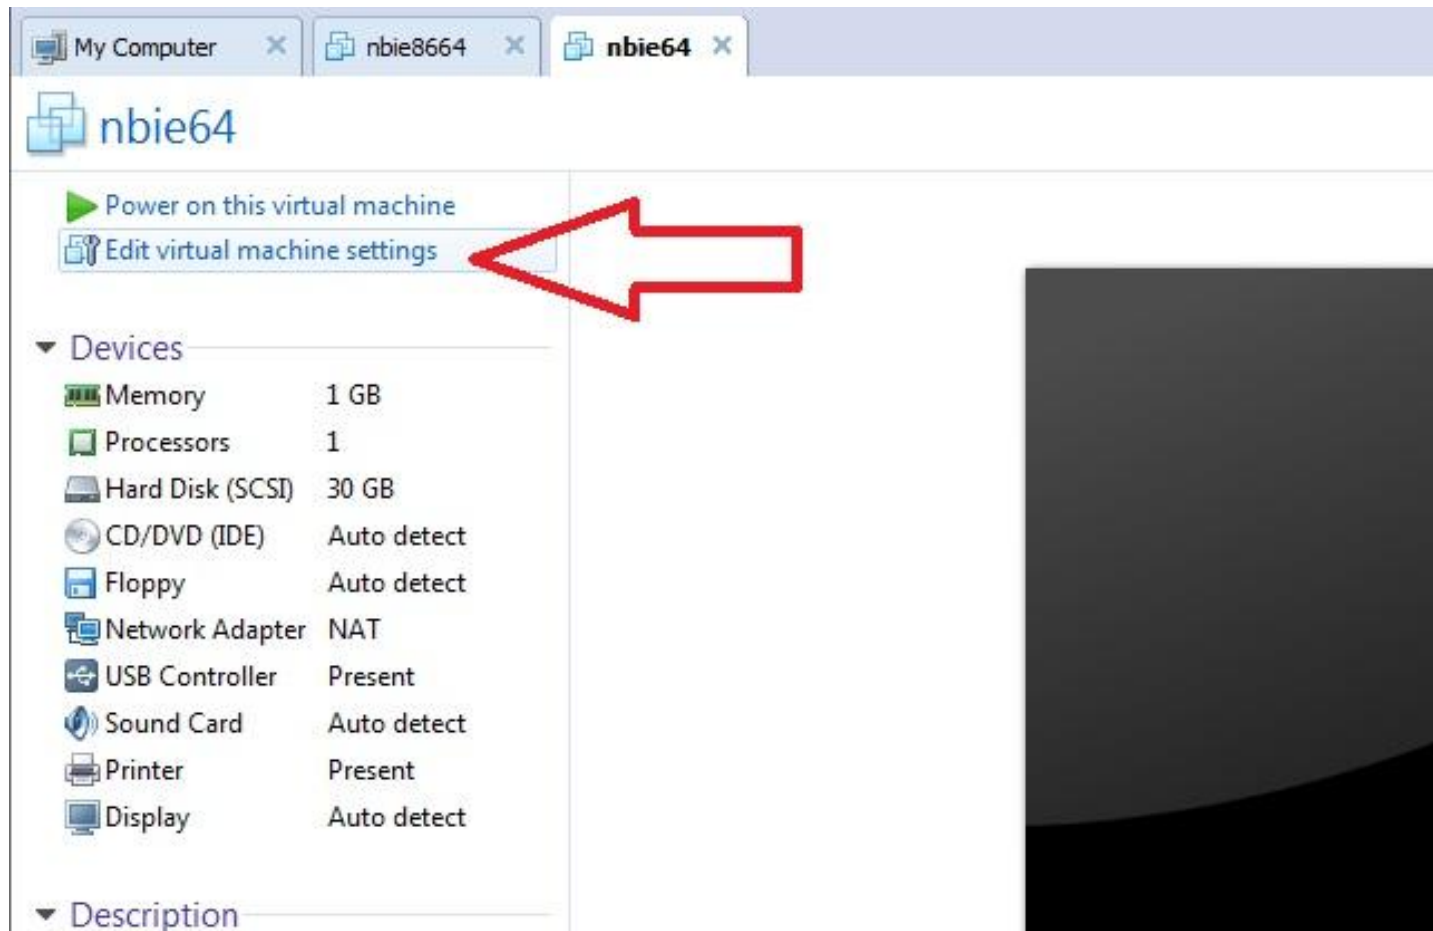 My Computer
nbie8664
nbie64
nbie64
Power on this virtual machine
Edit virtual machine settings
Devices
Memory 1 GB
Processors 1
Hard Disk (SCSI) 30 GB
CD/DVD (IDE) Auto detect
Floppy Auto detect
Network Adapter NAT
USB Controller Present
Sound Card Auto detect
Printer Present
Display Auto detect
Description